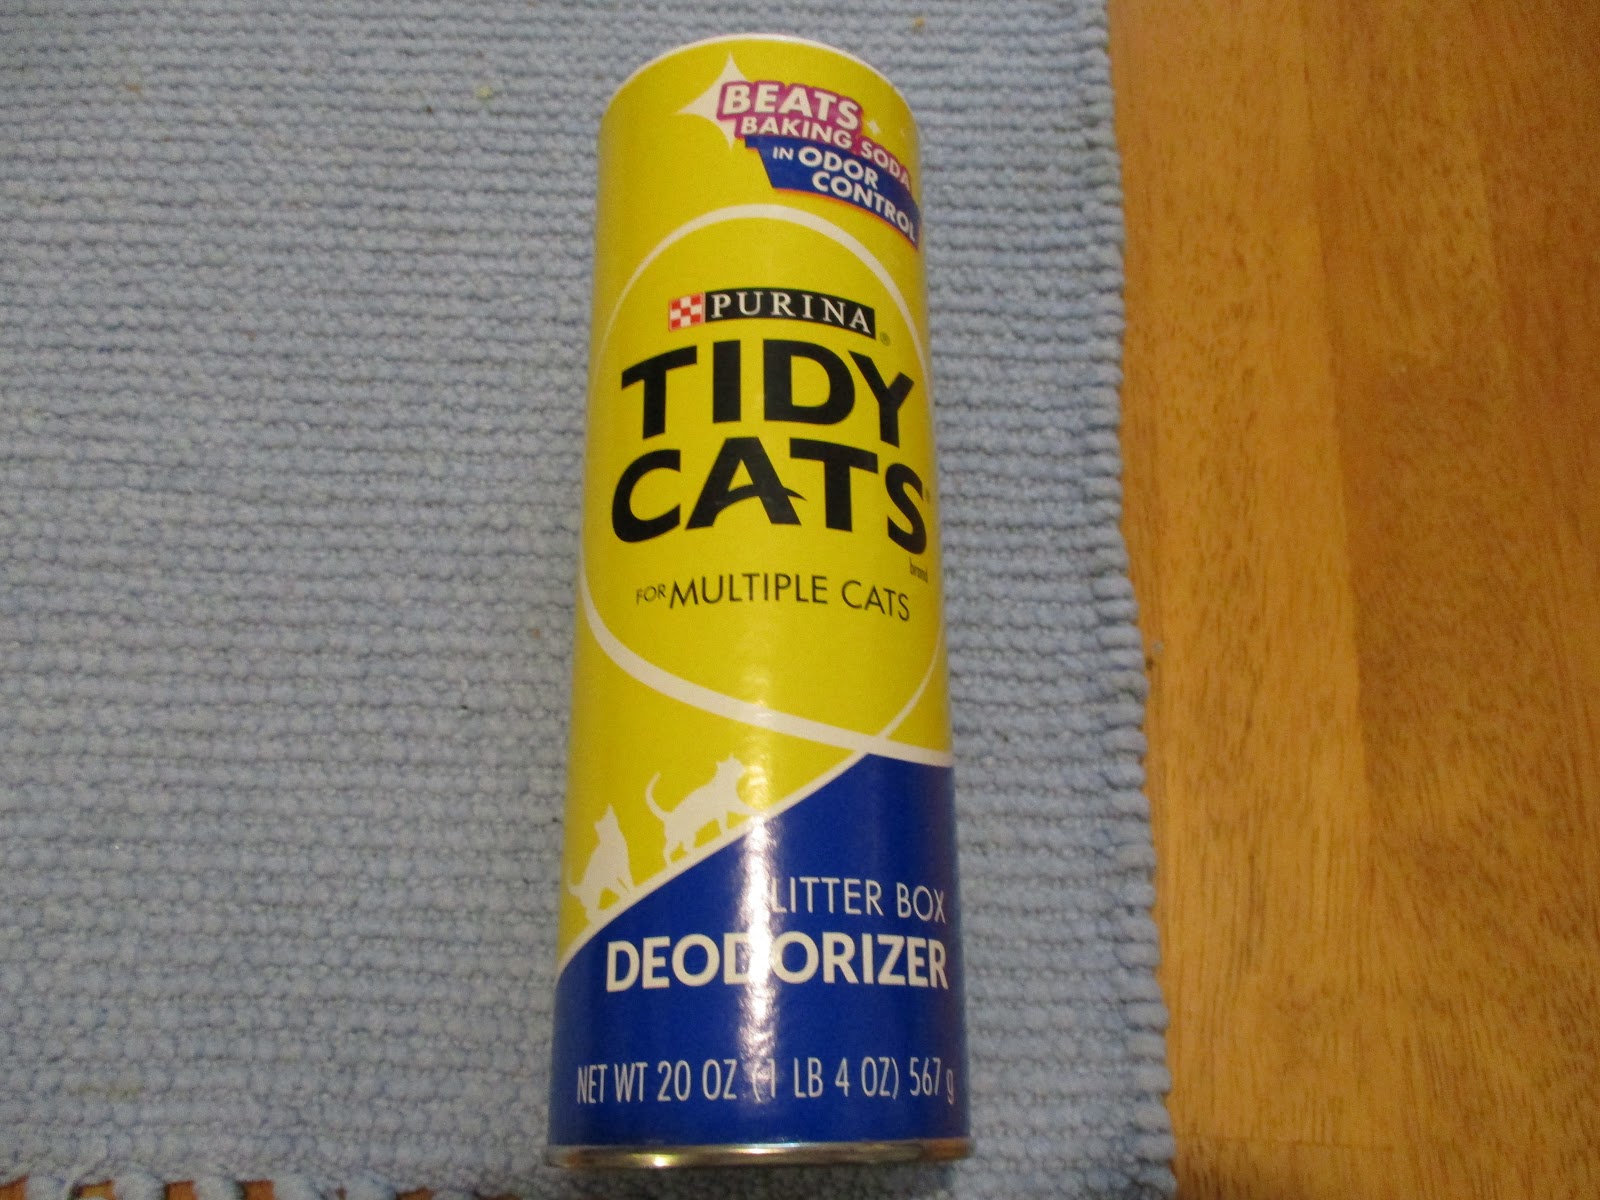 BEATS
BAKING SODA
IN ODOR
CONTROL
PURINA®
TIDY
CATS®
brand
FOR MULTIPLE CATS
LITTER BOX
DEODORIZER
NET WT 20 OZ (1 LB 4 OZ) 567 g